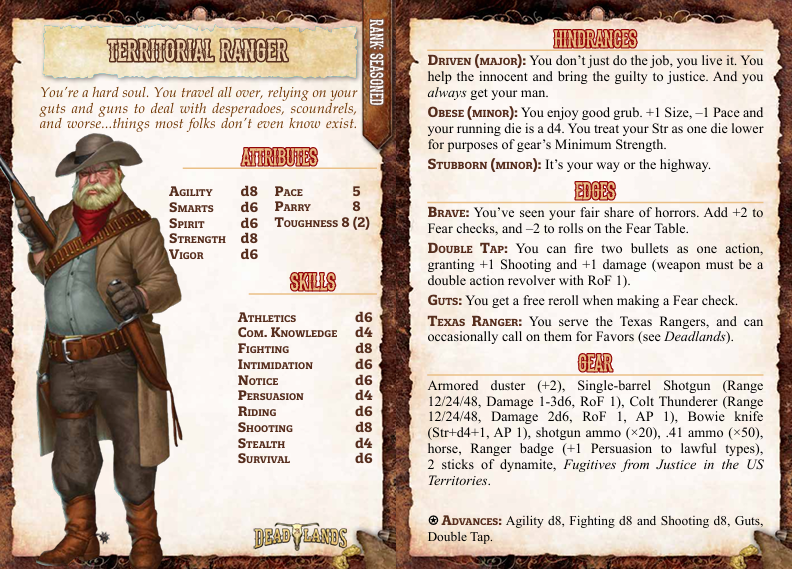 TERRITORIAL RANGER
RANK: SEASONED
You're a hard soul. You travel all over, relying on your
guts and guns to deal with desperadoes, scoundrels,
and worse...things most folks don't even know exist.
ATTRIBUTES
AGILITY d8 PACE 5
SMARTS d6 PARRY 8
SPIRIT d6 TOUGHNESS 8 (2)
STRENGTH d8
VIGOR d6
SKILLS
ATHLETICS d6
COM. KNOWLEDGE d4
FIGHTING d8
INTIMIDATION d6
NOTICE d6
PERSUASION d4
RIDING d6
SHOOTING d8
STEALTH d4
SURVIVAL d6
DEADLANDS
HINDRANCES
DRIVEN (MAJOR): You don't just do the job, you live it. You
help the innocent and bring the guilty to justice. And you
always get your man.
OBESE (MINOR): You enjoy good grub. +1 Size, –1 Pace and
your running die is a d4. You treat your Str as one die lower
for purposes of gear's Minimum Strength.
STUBBORN (MINOR): It's your way or the highway.
EDGES
BRAVE: You've seen your fair share of horrors. Add +2 to
Fear checks, and –2 to rolls on the Fear Table.
DOUBLE TAP: You can fire two bullets as one action,
granting +1 Shooting and +1 damage (weapon must be a
double action revolver with RoF 1).
GUTS: You get a free reroll when making a Fear check.
TEXAS RANGER: You serve the Texas Rangers, and can
occasionally call on them for Favors (see Deadlands).
GEAR
Armored duster (+2), Single-barrel Shotgun (Range
12/24/48, Damage 1-3d6, RoF 1), Colt Thunderer (Range
12/24/48, Damage 2d6, RoF 1, AP 1), Bowie knife
(Str+d4+1, AP 1), shotgun ammo (×20), .41 ammo (×50),
horse, Ranger badge (+1 Persuasion to lawful types),
2 sticks of dynamite, Fugitives from Justice in the US
Territories.
ADVANCES: Agility d8, Fighting d8 and Shooting d8, Guts,
Double Tap.